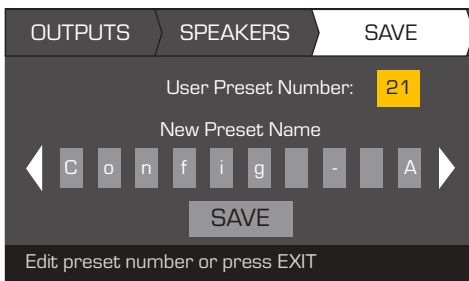 OUTPUTS SPEAKERS SAVE
User Preset Number: 21
New Preset Name
C o n f i g - A
SAVE
Edit preset number or press EXIT